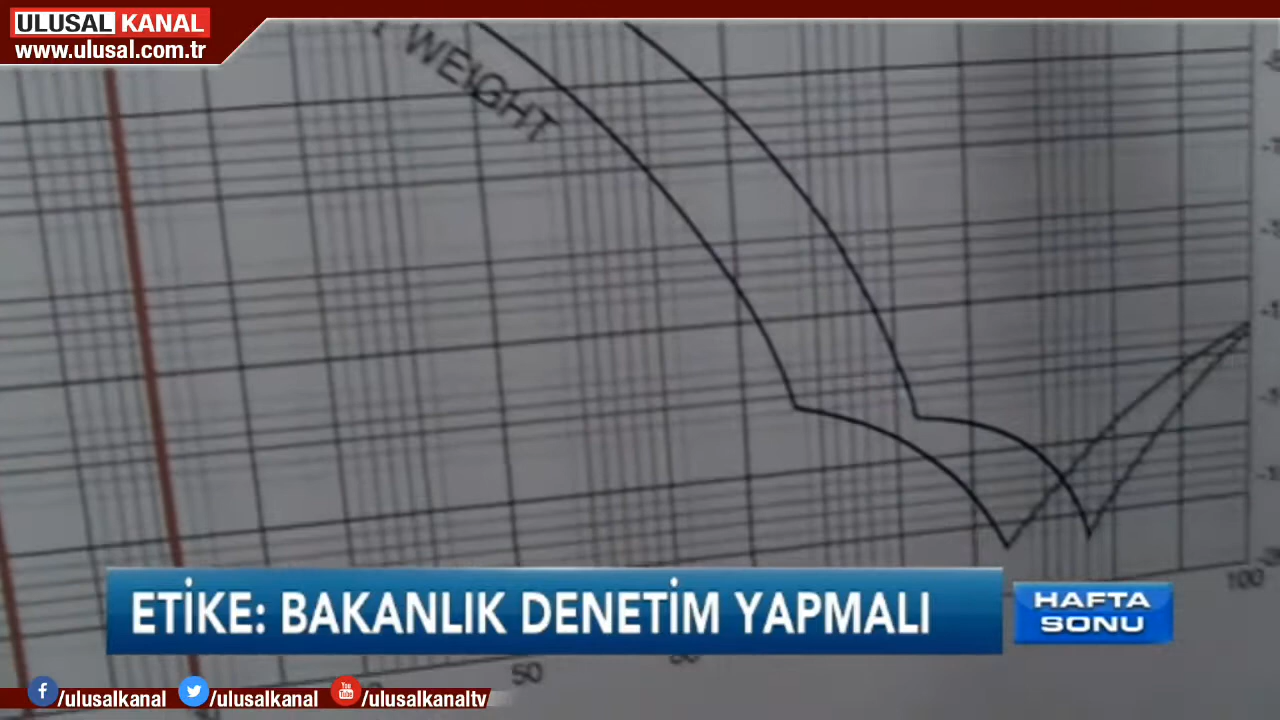 ULUSAL KANAL
www.ulusal.com.tr
WEIGHT
100
ETİKE: BAKANLIK DENETİM YAPMALI
HAFTA
SONU
50
/ulusalkanal
/ulusalkanal
/ulusalkanaltv